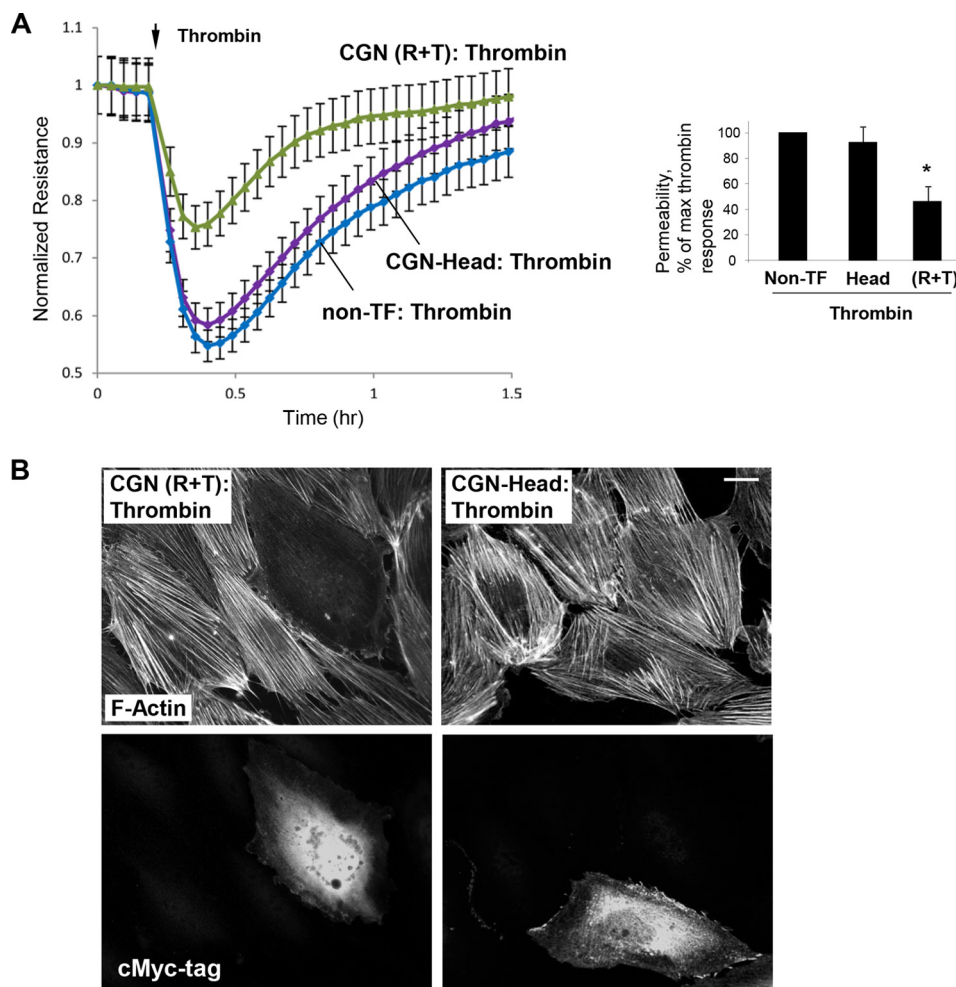 A
Thrombin
CGN (R+T): Thrombin
CGN-Head: Thrombin
non-TF: Thrombin
Normalized Resistance
1.1
1
0.9
0.8
0.7
0.6
0.5
0
0.5
1
1.5
Time (hr)
Permeability,
% of max thrombin
response
100
80
60
40
20
0
*
Non-TF Head (R+T)
Thrombin
B
CGN (R+T):
Thrombin
CGN-Head:
Thrombin
F-Actin
cMyc-tag